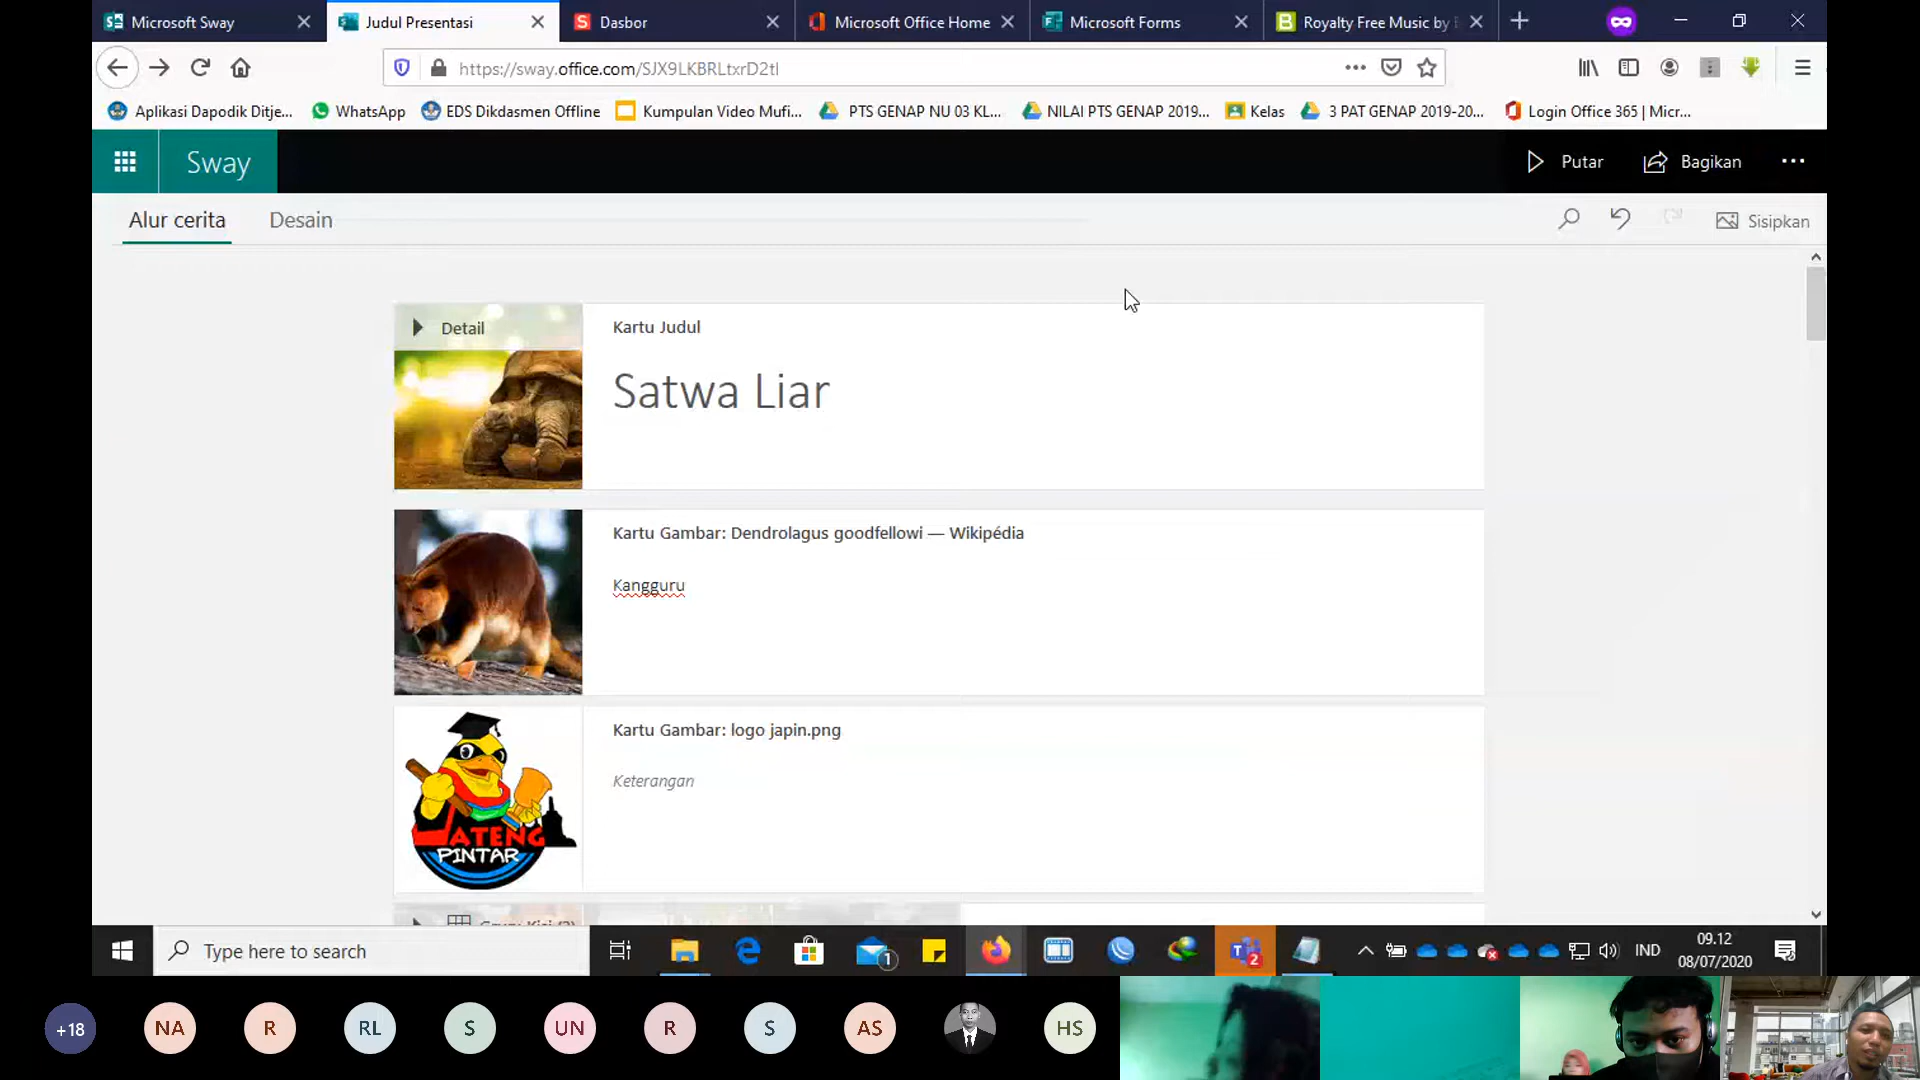 Microsoft Sway
Judul Presentasi
Dasbor
Microsoft Office Home
Microsoft Forms
Royalty Free Music by
https://sway.office.com/SJX9LKBRLtxrD2tI
Aplikasi Dapodik Ditje...
WhatsApp
EDS Dikdasmen Offline
Kumpulan Video Mufi...
PTS GENAP NU 03 KL...
NILAI PTS GENAP 2019...
Kelas
3 PAT GENAP 2019-20...
Login Office 365 | Micr...
Sway
Putar
Bagikan
Alur cerita
Desain
Sisipkan
Detail
Kartu Judul
Satwa Liar
Kartu Gambar: Dendrolagus goodfellowi — Wikipédia
Kangguru
Kartu Gambar: logo japin.png
Keterangan
JATENG
PINTAR
Type here to search
1
2
IND
09.12
08/07/2020
+18
NA
R
RL
S
UN
R
S
AS
HS